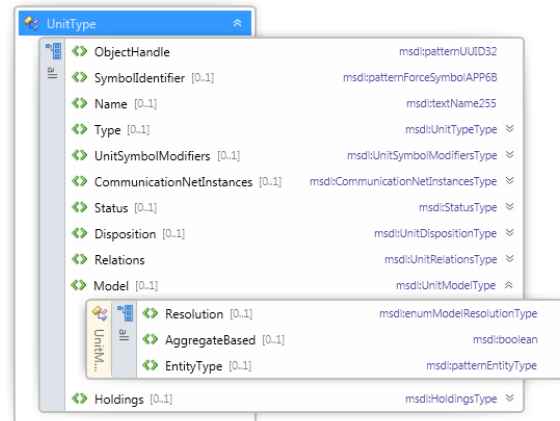 UnitType
all
ObjectHandle msdl:patternUUID32
SymbolIdentifier [0..1] msdl:patternForceSymbolAPP6B
Name [0..1] msdl:textName255
Type [0..1] msdl:UnitTypeType
UnitSymbolModifiers [0..1] msdl:UnitSymbolModifiersType
CommunicationNetInstances [0..1] msdl:CommunicationNetInstancesType
Status [0..1] msdl:StatusType
Disposition [0..1] msdl:UnitDispositionType
Relations msdl:UnitRelationsType
Model [0..1] msdl:UnitModelType
UnitM...
all
Resolution [0..1] msdl:enumModelResolutionType
AggregateBased [0..1] msdl:boolean
EntityType [0..1] msdl:patternEntityType
Holdings [0..1] msdl:HoldingsType